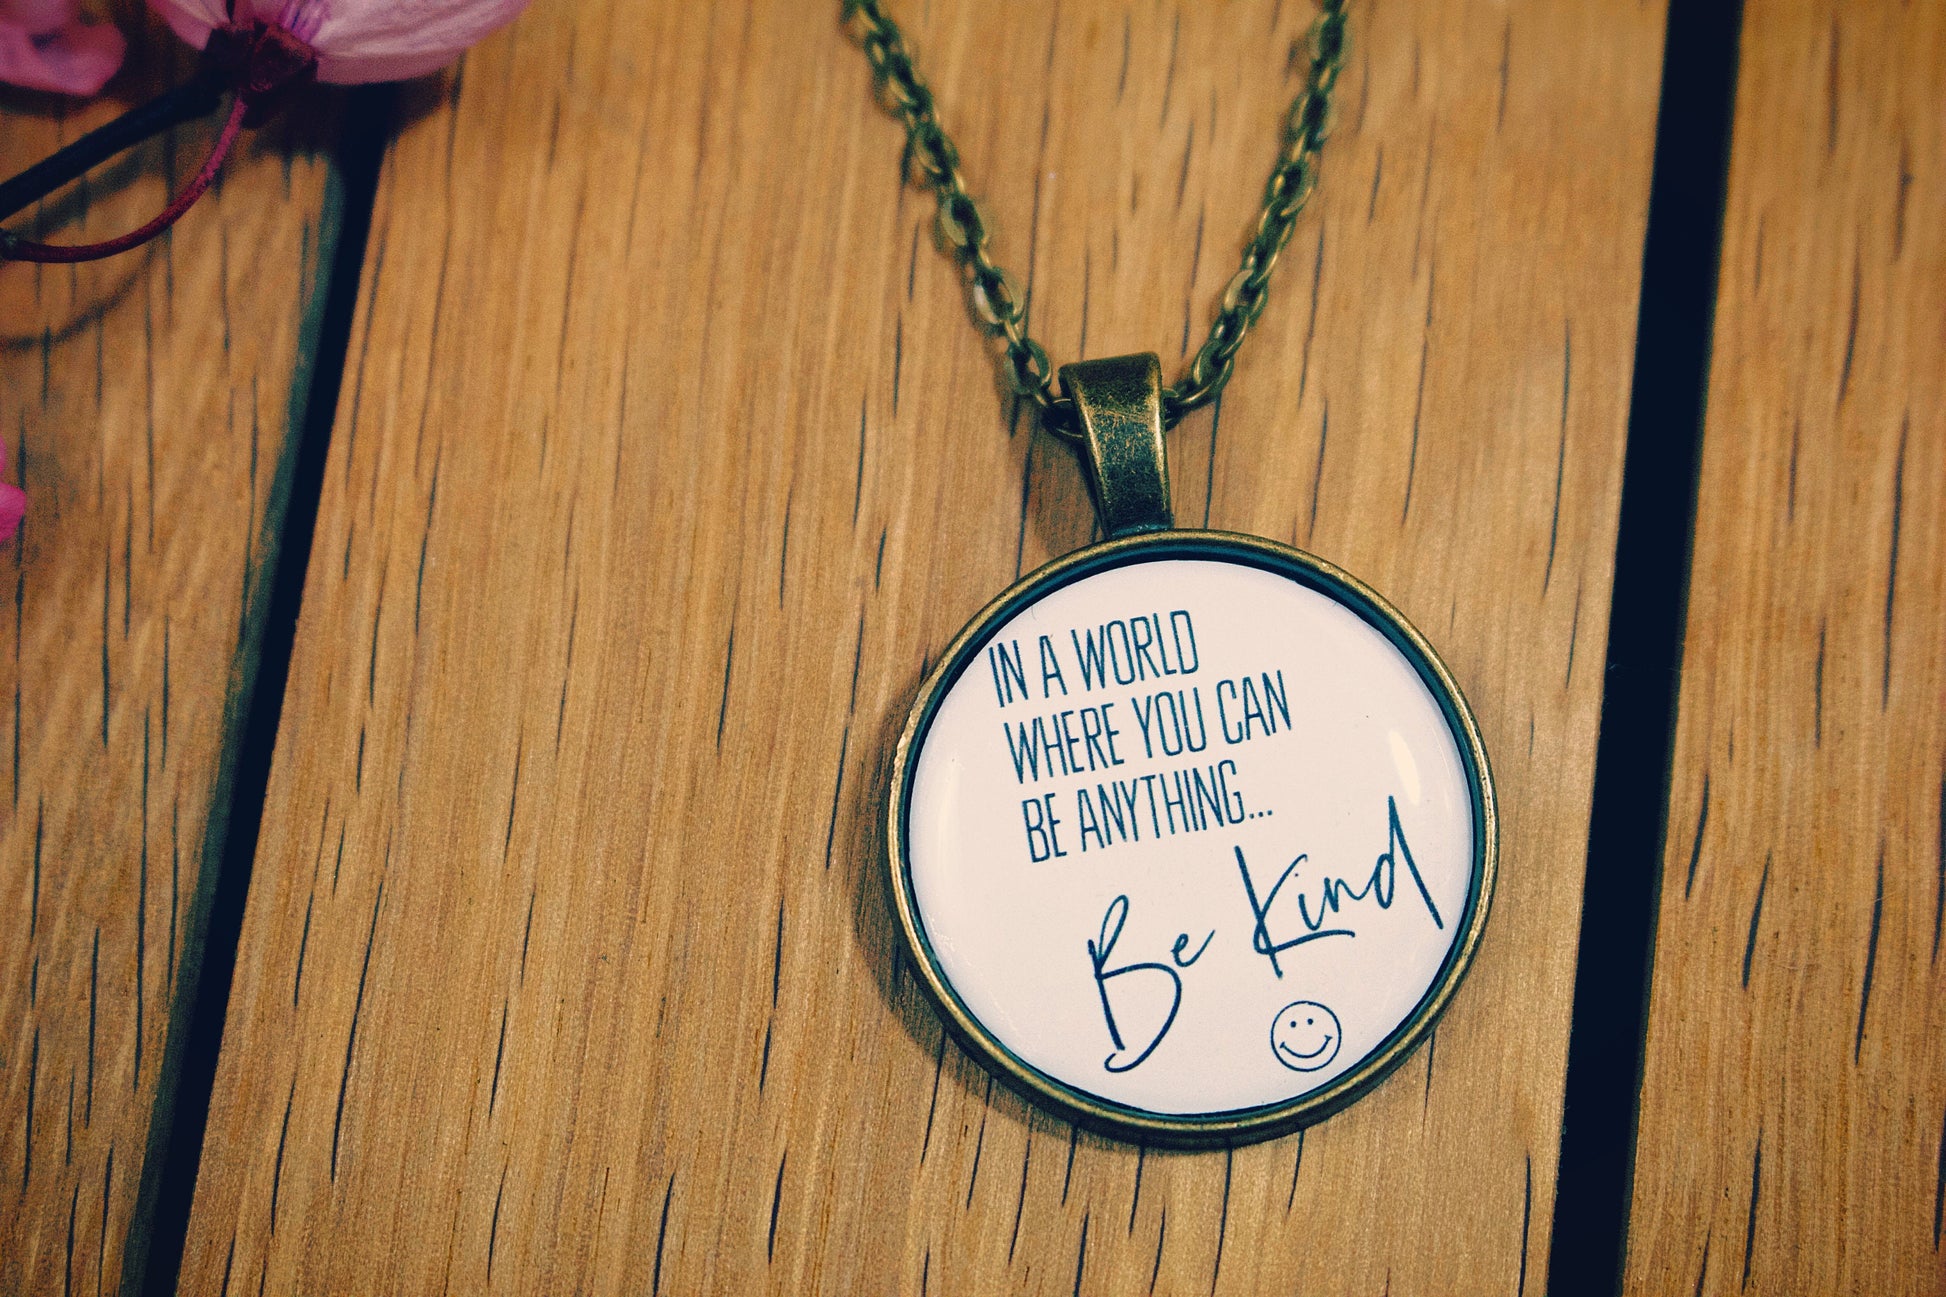 IN A WORLD
WHERE YOU CAN
BE ANYTHING...
Be Kind